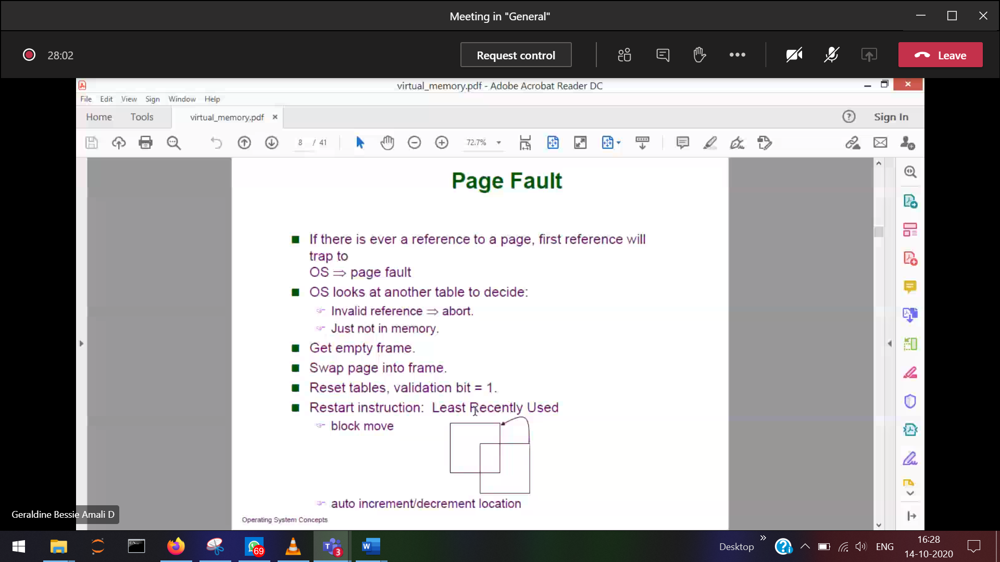 Meeting in "General"
28:02
Request control
Leave
virtual_memory.pdf - Adobe Acrobat Reader DC
File Edit View Sign Window Help
Home Tools virtual_memory.pdf × Sign In
8 / 41 72.7%
Page Fault
If there is ever a reference to a page, first reference will
trap to
OS ⇒ page fault
OS looks at another table to decide:
Invalid reference ⇒ abort.
Just not in memory.
Get empty frame.
Swap page into frame.
Reset tables, validation bit = 1.
Restart instruction: Least Recently Used
block move
auto increment/decrement location
Geraldine Bessie Amali D
Operating System Concepts
69
3
Desktop
ENG
16:28
14-10-2020